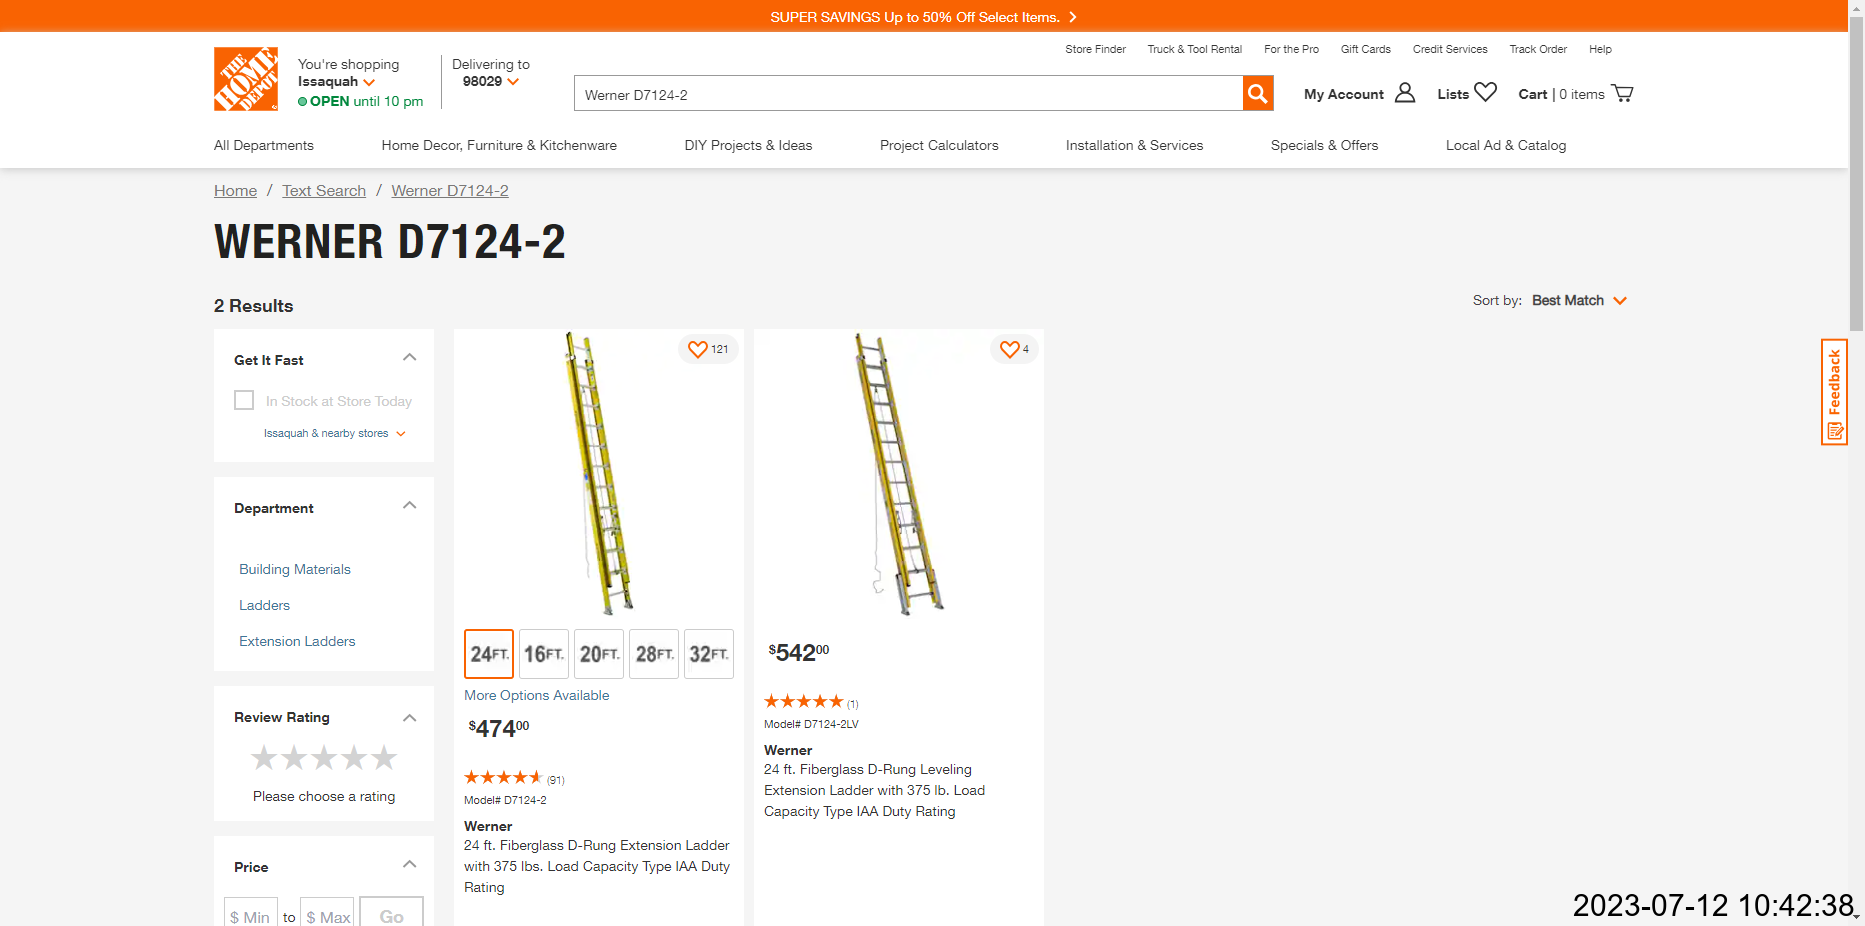 SUPER SAVINGS Up to 50% Off Select Items.
Store Finder Truck & Tool Rental For the Pro Gift Cards Credit Services Track Order Help
THE HOME DEPOT
You're shopping
Issaquah
OPEN until 10 pm
Delivering to
98029
Werner D7124-2
My Account Lists Cart | 0 items
All Departments Home Decor, Furniture & Kitchenware DIY Projects & Ideas Project Calculators Installation & Services Specials & Offers Local Ad & Catalog
Home / Text Search / Werner D7124-2
WERNER D7124-2
2 Results
Sort by: Best Match
Get It Fast
In Stock at Store Today
Issaquah & nearby stores
Department
Building Materials
Ladders
Extension Ladders
Review Rating
Please choose a rating
Price
$ Min to $ Max Go
121
24FT. 16FT. 20FT. 28FT. 32FT.
More Options Available
$47400
(91)
Model# D7124-2
Werner
24 ft. Fiberglass D-Rung Extension Ladder
with 375 lbs. Load Capacity Type IAA Duty
Rating
4
$54200
(1)
Model# D7124-2LV
Werner
24 ft. Fiberglass D-Rung Leveling
Extension Ladder with 375 lb. Load
Capacity Type IAA Duty Rating
Feedback
2023-07-12 10:42:38